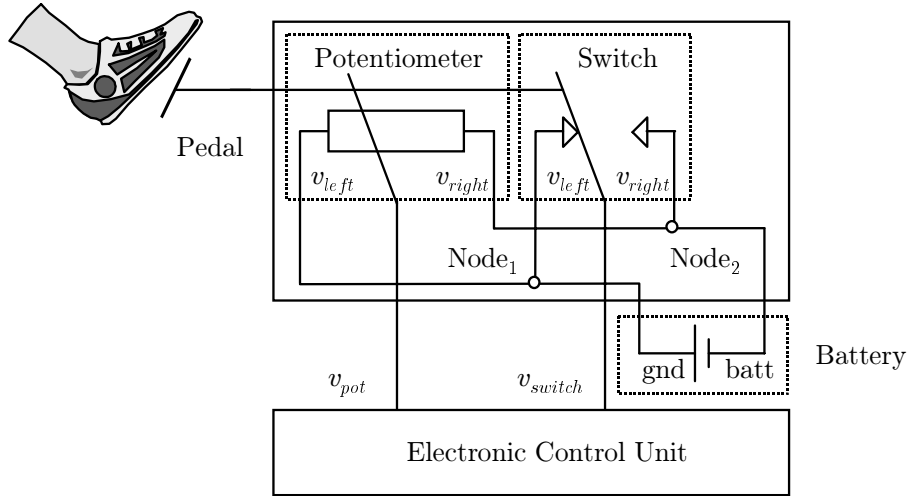 Potentiometer
Switch
Pedal
v_left
v_right
v_left
v_right
Node_1
Node_2
gnd
batt
Battery
v_pot
v_switch
Electronic Control Unit